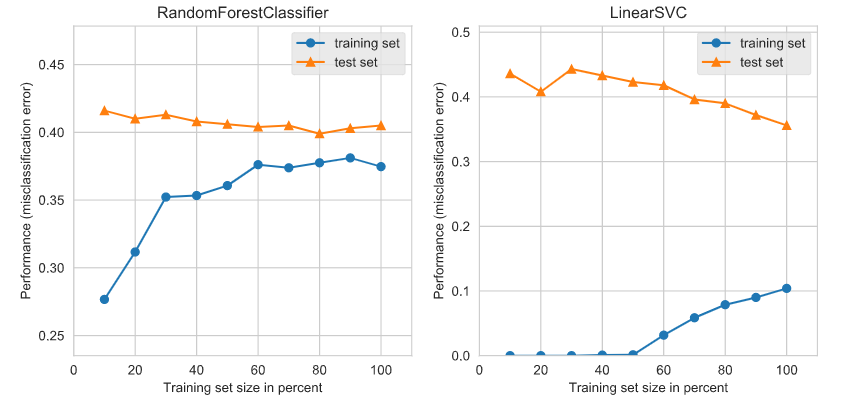 RandomForestClassifier
training set
test set
0.45
0.40
0.35
0.30
0.25
Performance (misclassification error)
0 20 40 60 80 100
Training set size in percent
LinearSVC
training set
test set
0.5
0.4
0.3
0.2
0.1
0.0
Performance (misclassification error)
0 20 40 60 80 100
Training set size in percent